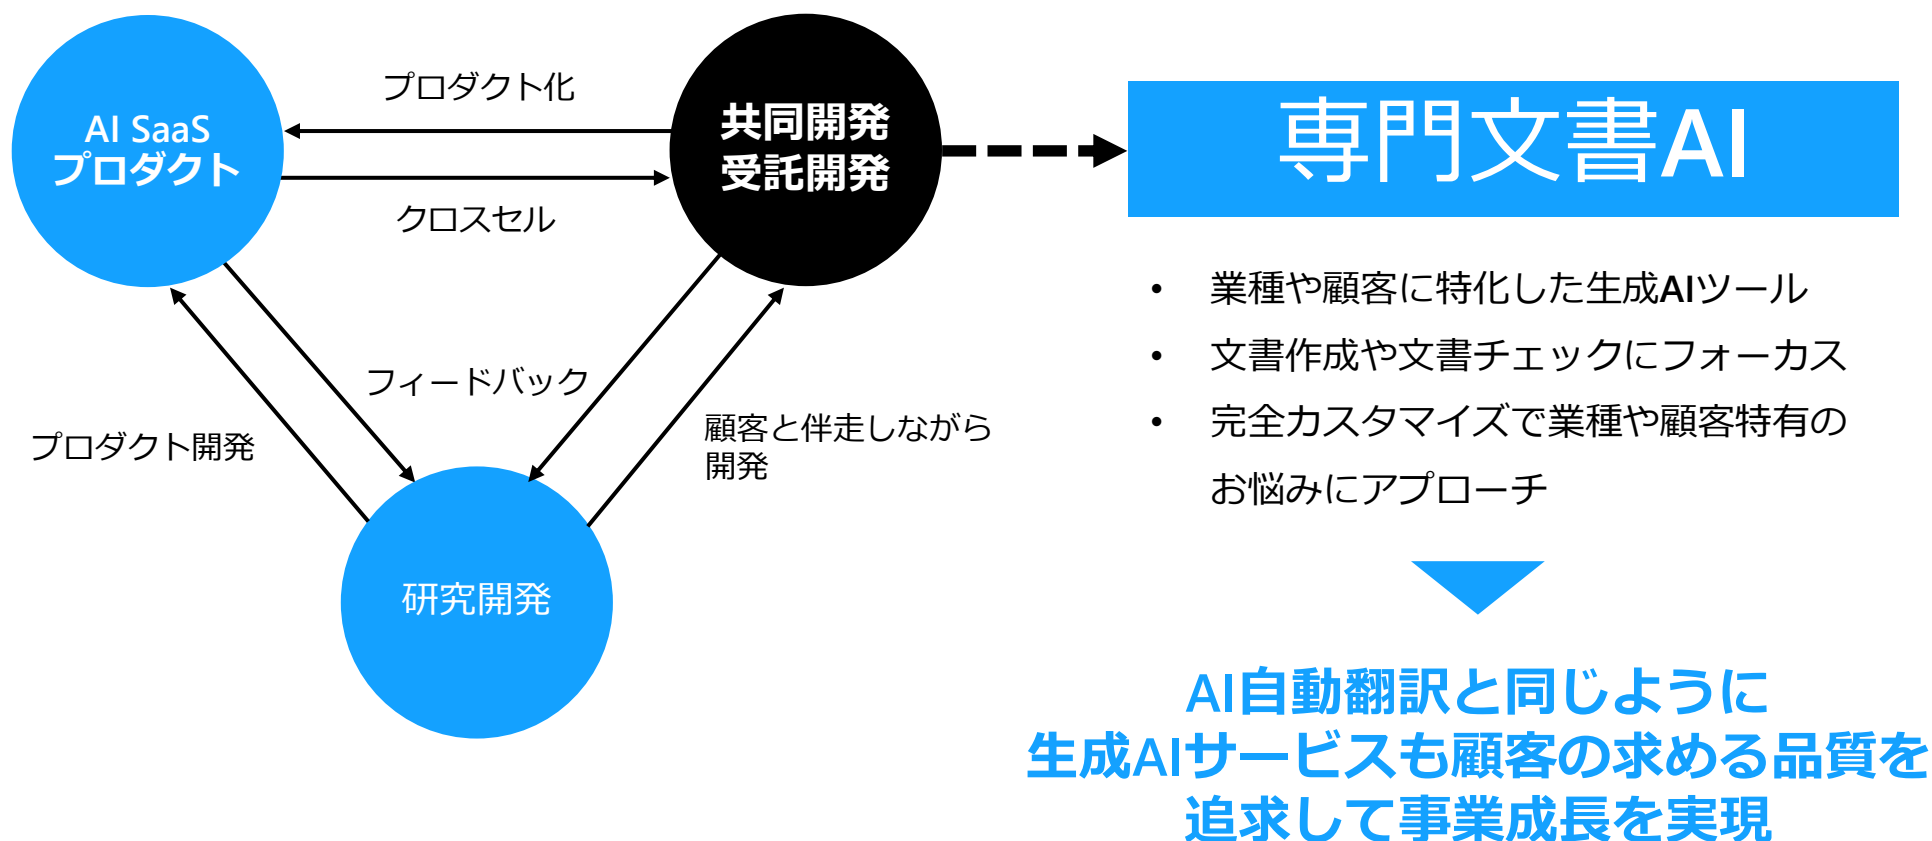 プロダクト化
AI SaaS
プロダクト
共同開発
受託開発
クロスセル
フィードバック
プロダクト開発
顧客と伴走しながら
開発
研究開発
専門文書AI
• 業種や顧客に特化した生成AIツール
• 文書作成や文書チェックにフォーカス
• 完全カスタマイズで業種や顧客特有の
お悩みにアプローチ
AI自動翻訳と同じように
生成AIサービスも顧客の求める品質を
追求して事業成長を実現